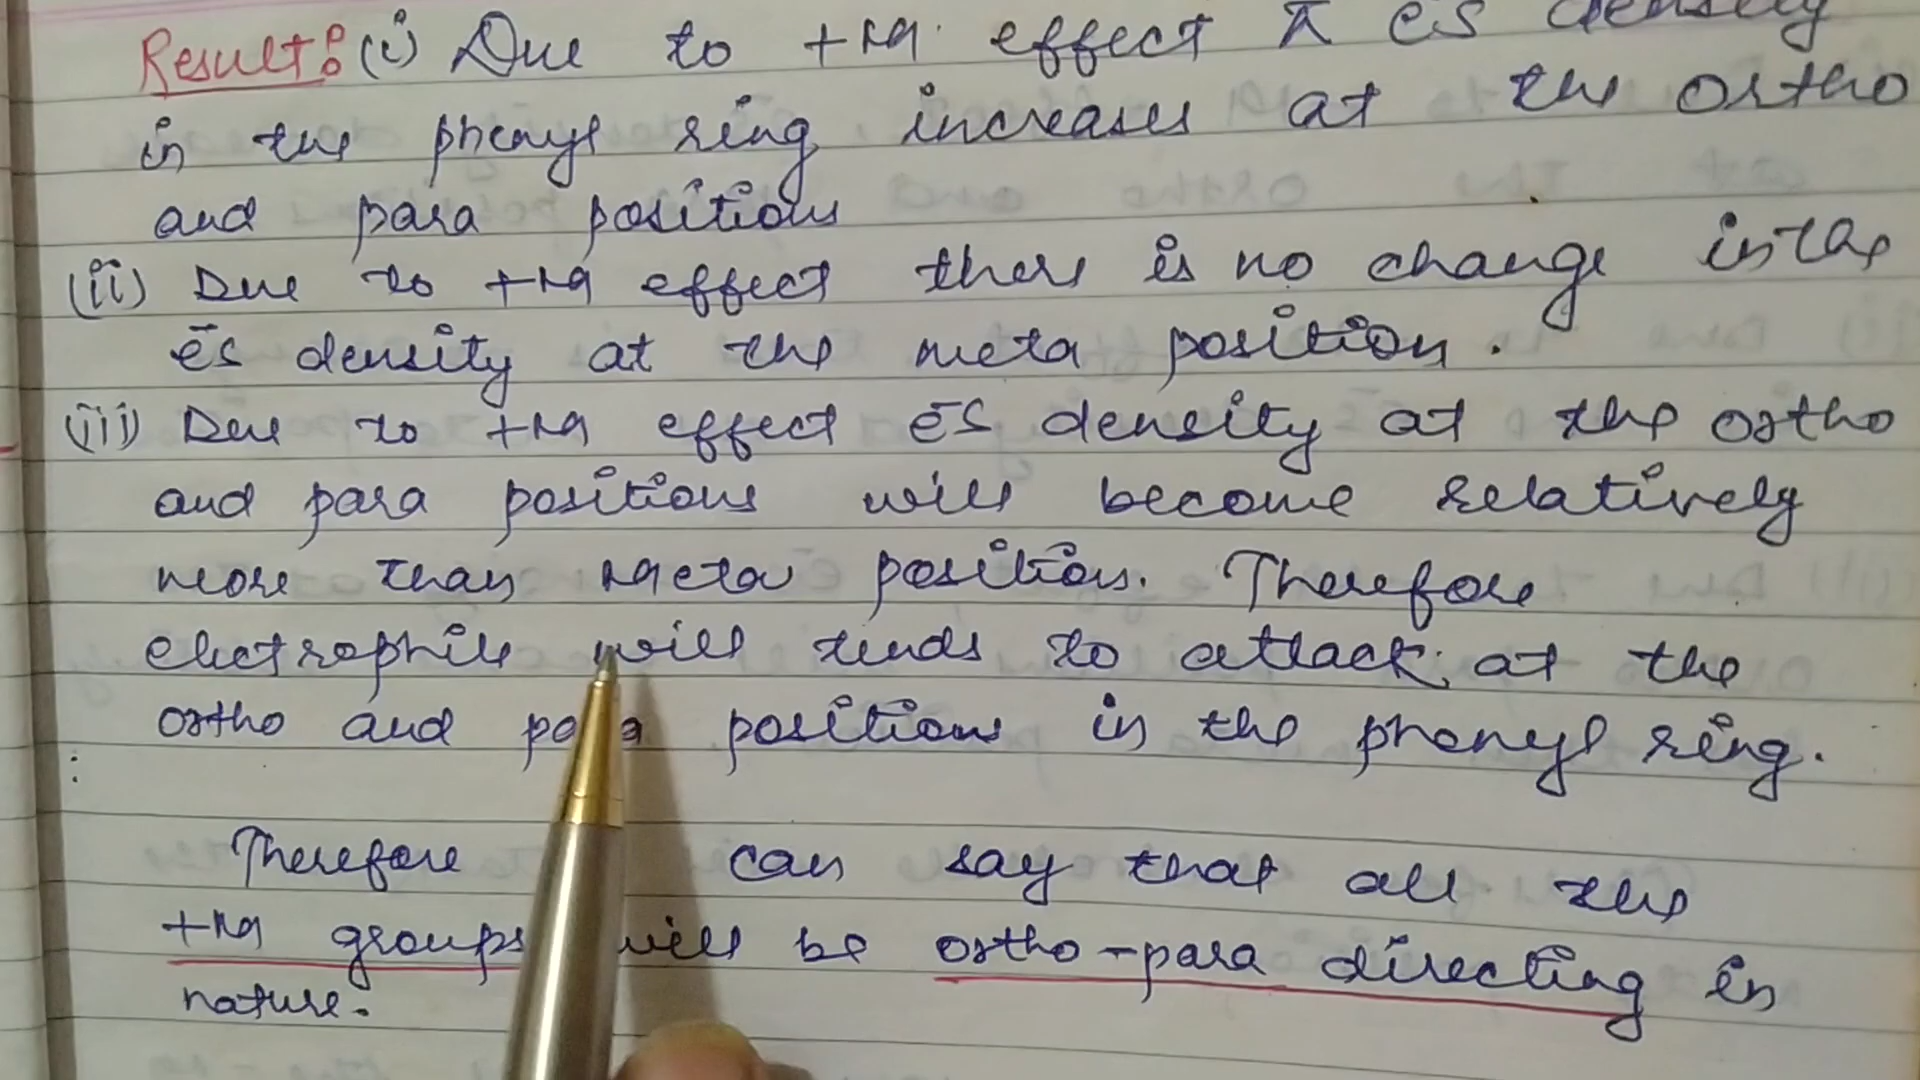 Result: (i) Due to +M effect π ēs density
in the phenyl ring increases at the ortho
and para positions
(ii) Due to +M effect there is no change in the
ēs density at the meta position.
(iii) Due to +M effect ēs density at the ortho
and para positions will become relatively
more than Meta position. Therefore
electrophile will tends to attack at the
ortho and para positions in the phenyl ring.
Therefore can say that all the
+M groups will be ortho-para directing in
nature.